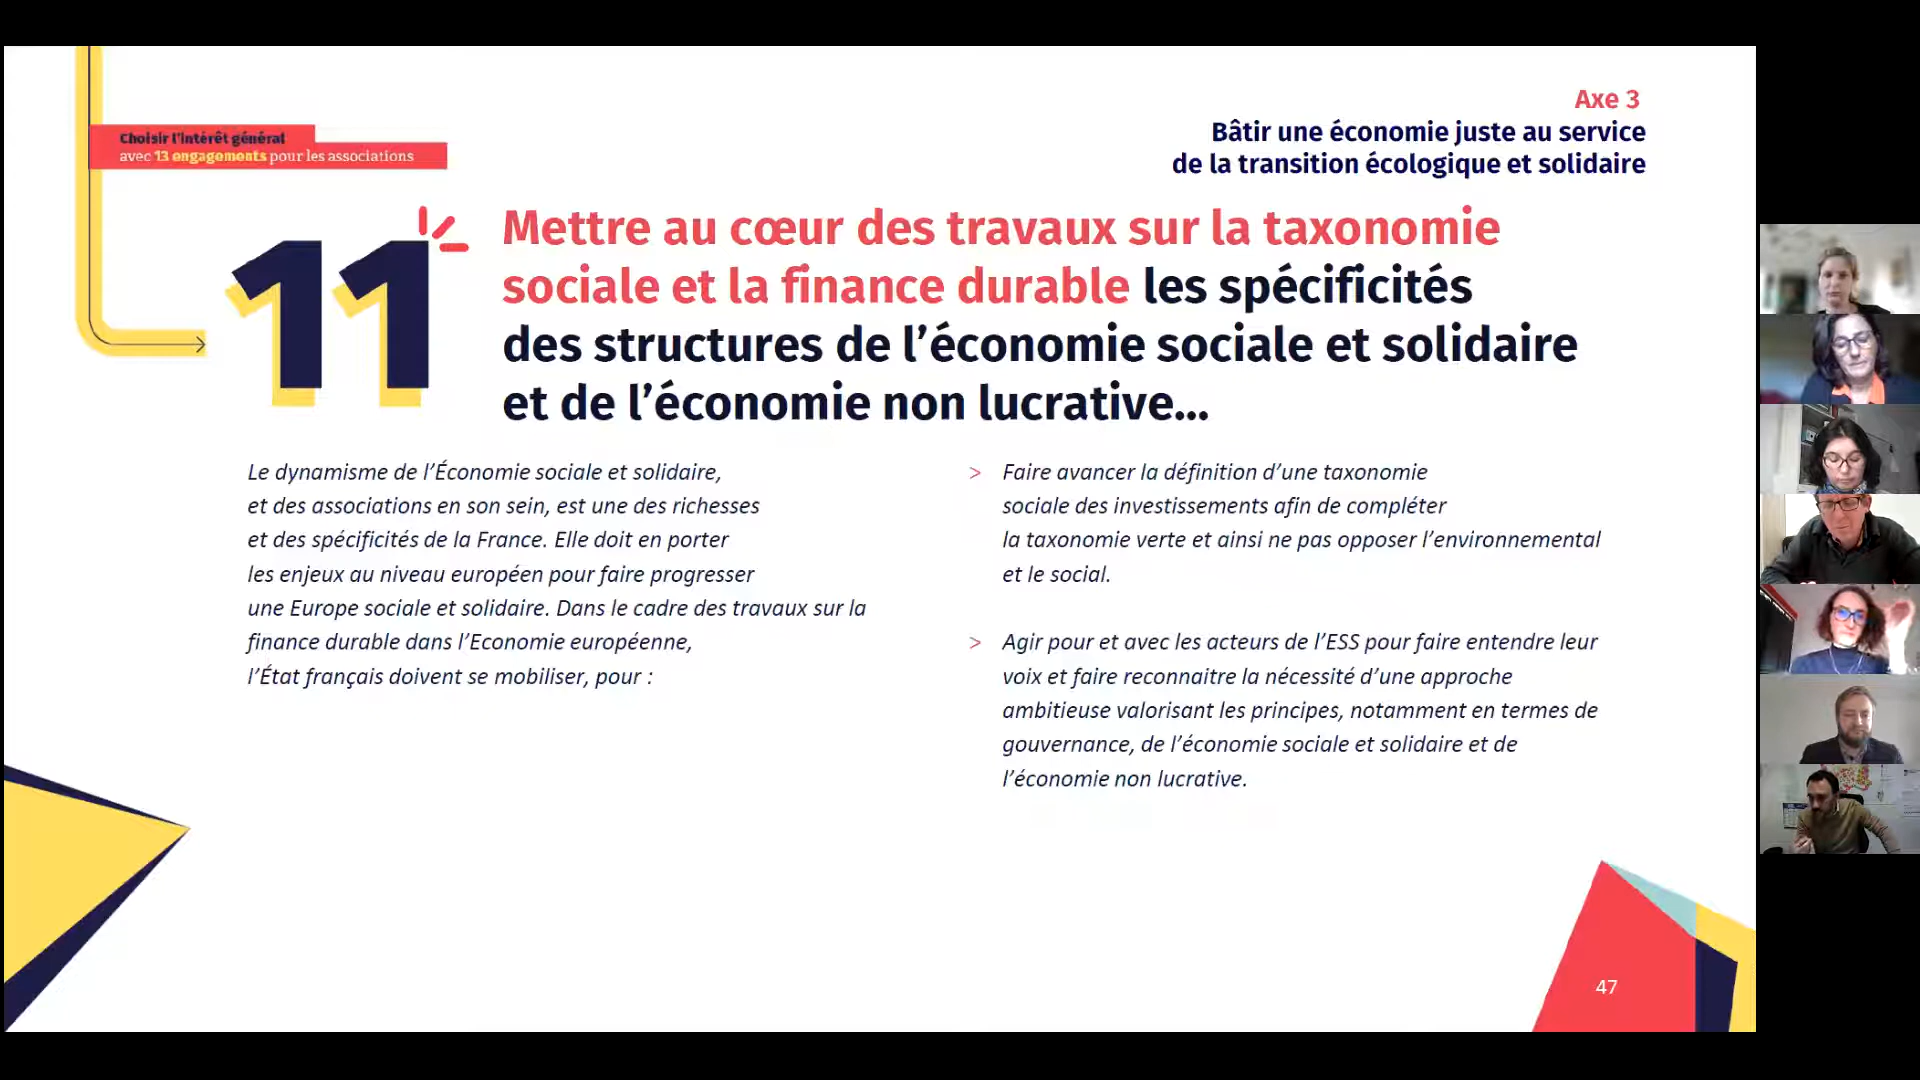 Choisir l'intérêt général
avec 13 engagements pour les associations
Axe 3
Bâtir une économie juste au service
de la transition écologique et solidaire
11
Mettre au cœur des travaux sur la taxonomie
sociale et la finance durable les spécificités
des structures de l'économie sociale et solidaire
et de l'économie non lucrative...
Le dynamisme de l'Économie sociale et solidaire,
et des associations en son sein, est une des richesses
et des spécificités de la France. Elle doit en porter
les enjeux au niveau européen pour faire progresser
une Europe sociale et solidaire. Dans le cadre des travaux sur la
finance durable dans l'Economie européenne,
l'État français doivent se mobiliser, pour :
> Faire avancer la définition d'une taxonomie
sociale des investissements afin de compléter
la taxonomie verte et ainsi ne pas opposer l'environnemental
et le social.
> Agir pour et avec les acteurs de l'ESS pour faire entendre leur
voix et faire reconnaitre la nécessité d'une approche
ambitieuse valorisant les principes, notamment en termes de
gouvernance, de l'économie sociale et solidaire et de
l'économie non lucrative.
47